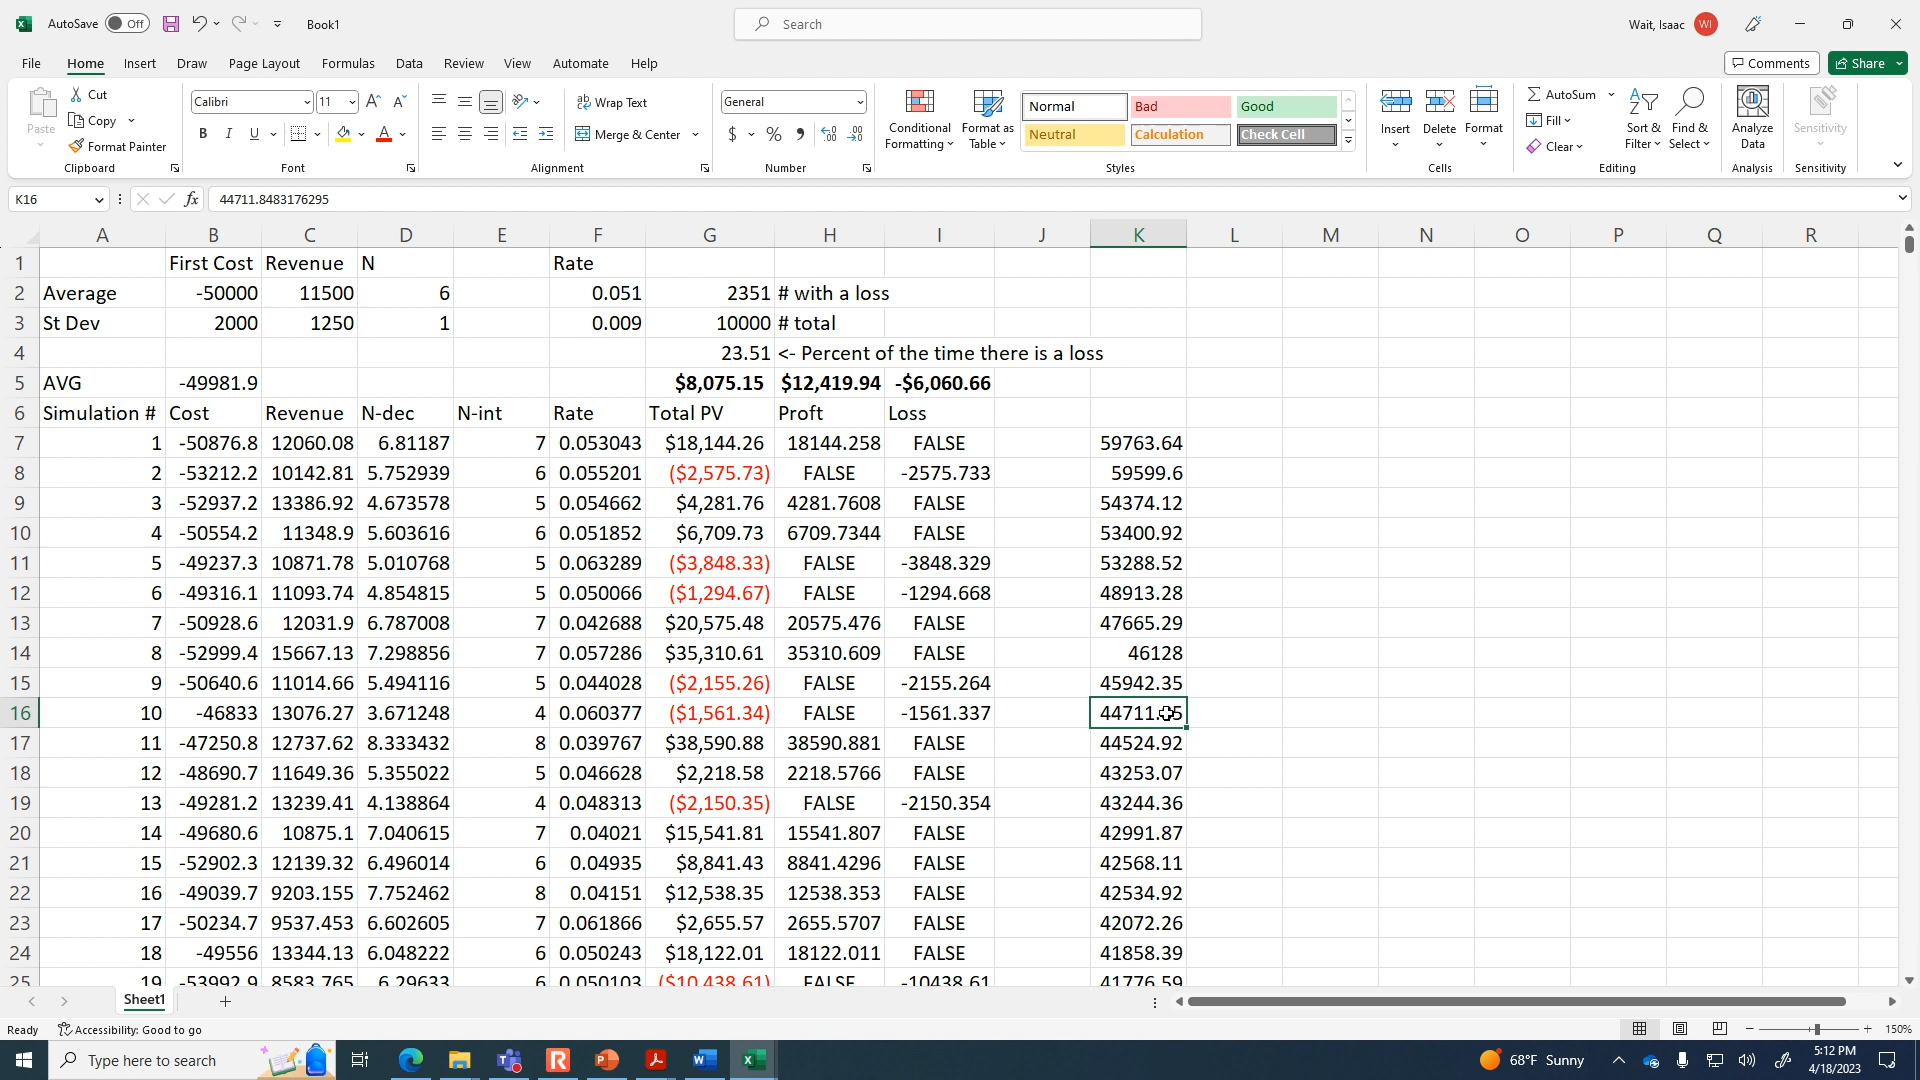 AutoSave Off Book1 Search Wait, Isaac WI
File Home Insert Draw Page Layout Formulas Data Review View Automate Help Comments Share
Paste Cut Copy Format Painter Clipboard
Calibri 11 B I U A Font
Wrap Text Merge & Center Alignment
General $ % , Number
Conditional Formatting Format as Table Normal Bad Good Neutral Calculation Check Cell Styles
Insert Delete Format Cells
AutoSum Fill Clear Sort & Filter Find & Select Editing
Analyze Data Analysis
Sensitivity Sensitivity
K16 fx 44711.8483176295
A B C D E F G H I J K L M N O P Q R
1 First Cost Revenue N Rate
2 Average -50000 11500 6 0.051 2351 # with a loss
3 St Dev 2000 1250 1 0.009 10000 # total
4 23.51 <- Percent of the time there is a loss
5 AVG -49981.9 $8,075.15 $12,419.94 -$6,060.66
6 Simulation # Cost Revenue N-dec N-int Rate Total PV Proft Loss
7 1 -50876.8 12060.08 6.81187 7 0.053043 $18,144.26 18144.258 FALSE 59763.64
8 2 -53212.2 10142.81 5.752939 6 0.055201 ($2,575.73) FALSE -2575.733 59599.6
9 3 -52937.2 13386.92 4.673578 5 0.054662 $4,281.76 4281.7608 FALSE 54374.12
10 4 -50554.2 11348.9 5.603616 6 0.051852 $6,709.73 6709.7344 FALSE 53400.92
11 5 -49237.3 10871.78 5.010768 5 0.063289 ($3,848.33) FALSE -3848.329 53288.52
12 6 -49316.1 11093.74 4.854815 5 0.050066 ($1,294.67) FALSE -1294.668 48913.28
13 7 -50928.6 12031.9 6.787008 7 0.042688 $20,575.48 20575.476 FALSE 47665.29
14 8 -52999.4 15667.13 7.298856 7 0.057286 $35,310.61 35310.609 FALSE 46128
15 9 -50640.6 11014.66 5.494116 5 0.044028 ($2,155.26) FALSE -2155.264 45942.35
16 10 -46833 13076.27 3.671248 4 0.060377 ($1,561.34) FALSE -1561.337
17 11 -47250.8 12737.62 8.333432 8 0.039767 $38,590.88 38590.881 FALSE 44524.92
18 12 -48690.7 11649.36 5.355022 5 0.046628 $2,218.58 2218.5766 FALSE 43253.07
19 13 -49281.2 13239.41 4.138864 4 0.048313 ($2,150.35) FALSE -2150.354 43244.36
20 14 -49680.6 10875.1 7.040615 7 0.04021 $15,541.81 15541.807 FALSE 42991.87
21 15 -52902.3 12139.32 6.496014 6 0.04935 $8,841.43 8841.4296 FALSE 42568.11
22 16 -49039.7 9203.155 7.752462 8 0.04151 $12,538.35 12538.353 FALSE 42534.92
23 17 -50234.7 9537.453 6.602605 7 0.061866 $2,655.57 2655.5707 FALSE 42072.26
24 18 -49556 13344.13 6.048222 6 0.050243 $18,122.01 18122.011 FALSE 41858.39
25 19 -53992.9 8583.765 6.29633 6 0.050103 ($10,438.61) FALSE -10438.61 41776.59
Sheet1
Ready Accessibility: Good to go 150%
Type here to search 68°F Sunny 5:12 PM
4/18/2023